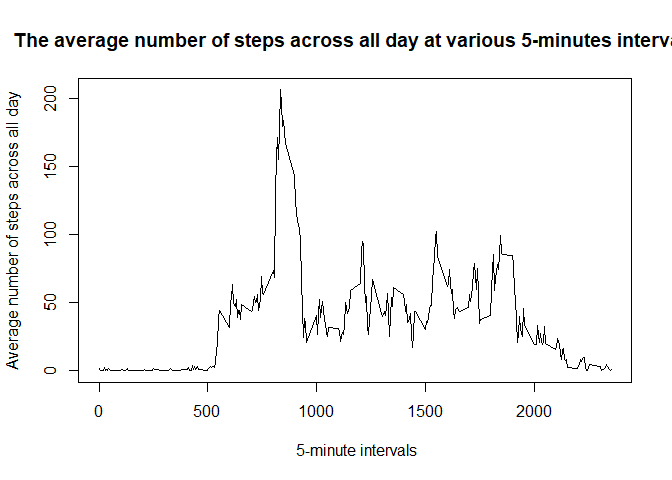 The average number of steps across all day at various 5-minutes interva
Average number of steps across all day
200
150
100
50
0
0 500 1000 1500 2000
5-minute intervals